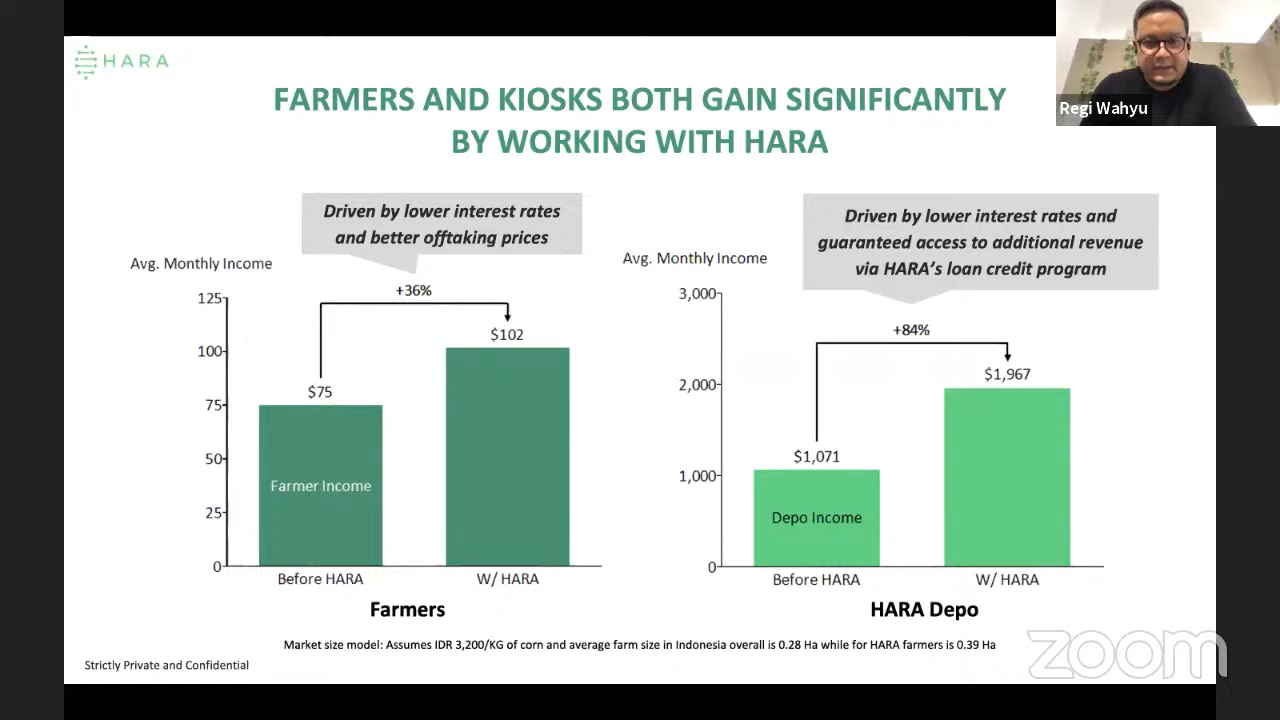 HARA
Regi Wahyu
FARMERS AND KIOSKS BOTH GAIN SIGNIFICANTLY
BY WORKING WITH HARA
Driven by lower interest rates
and better offtaking prices
Avg. Monthly Income
+36%
125
100
75
50
25
0
$75
$102
Farmer Income
Before HARA
W/ HARA
Farmers
Driven by lower interest rates and
guaranteed access to additional revenue
via HARA's loan credit program
Avg. Monthly Income
+84%
3,000
2,000
1,000
0
$1,071
$1,967
Depo Income
Before HARA
W/ HARA
HARA Depo
Market size model: Assumes IDR 3,200/KG of corn and average farm size in Indonesia overall is 0.28 Ha while for HARA farmers is 0.39 Ha
Strictly Private and Confidential
zoom